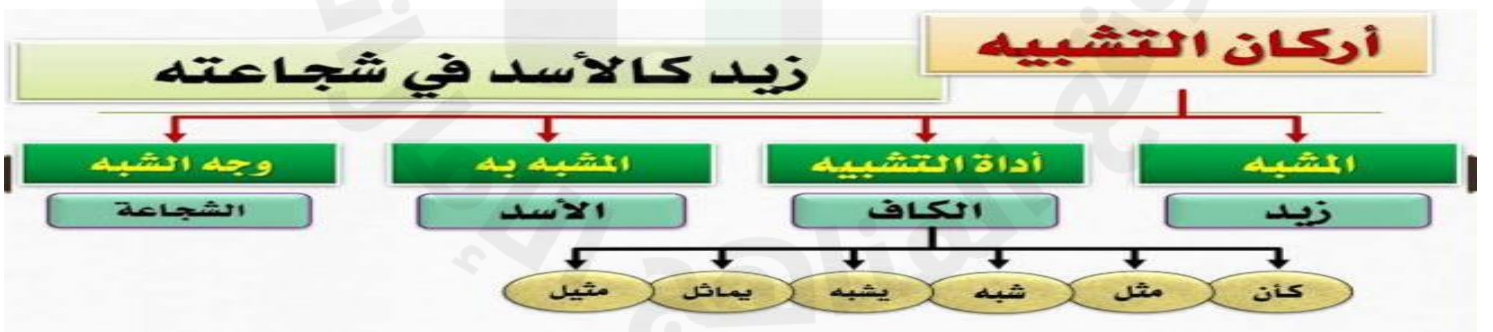 أركان التشبيه
زيد كالأسد في شجاعته
المشبه أداة التشبيه المشبه به وجه الشبه
زيد الكاف الأسد الشجاعة
كأن مثل شبه يشبه يماثل مثيل